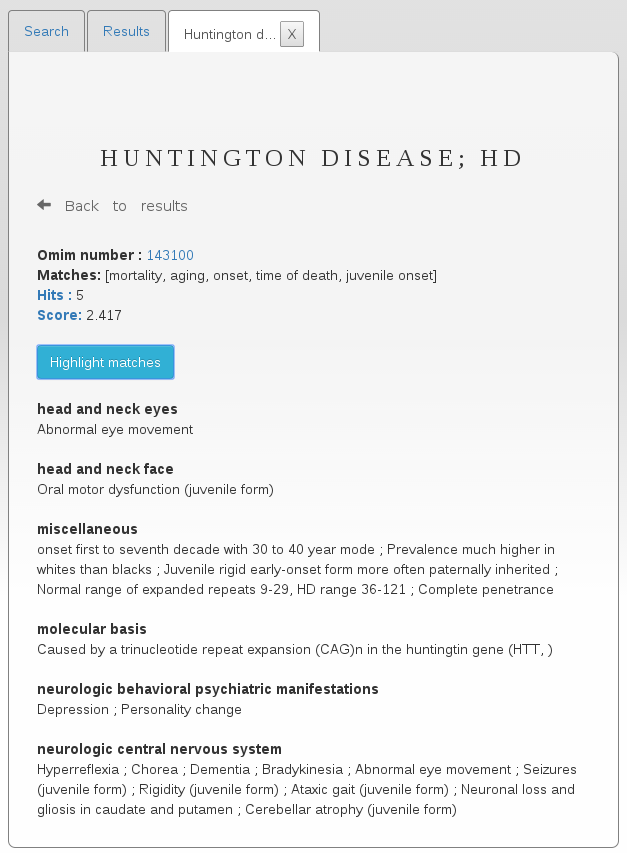 Search
Results
Huntington d...
X
HUNTINGTON DISEASE; HD
Back to results
Omim number : 143100
Matches: [mortality, aging, onset, time of death, juvenile onset]
Hits : 5
Score: 2.417
Highlight matches
head and neck eyes
Abnormal eye movement
head and neck face
Oral motor dysfunction (juvenile form)
miscellaneous
onset first to seventh decade with 30 to 40 year mode ; Prevalence much higher in
whites than blacks ; Juvenile rigid early-onset form more often paternally inherited ;
Normal range of expanded repeats 9-29, HD range 36-121 ; Complete penetrance
molecular basis
Caused by a trinucleotide repeat expansion (CAG)n in the huntingtin gene (HTT, )
neurologic behavioral psychiatric manifestations
Depression ; Personality change
neurologic central nervous system
Hyperreflexia ; Chorea ; Dementia ; Bradykinesia ; Abnormal eye movement ; Seizures
(juvenile form) ; Rigidity (juvenile form) ; Ataxic gait (juvenile form) ; Neuronal loss and
gliosis in caudate and putamen ; Cerebellar atrophy (juvenile form)